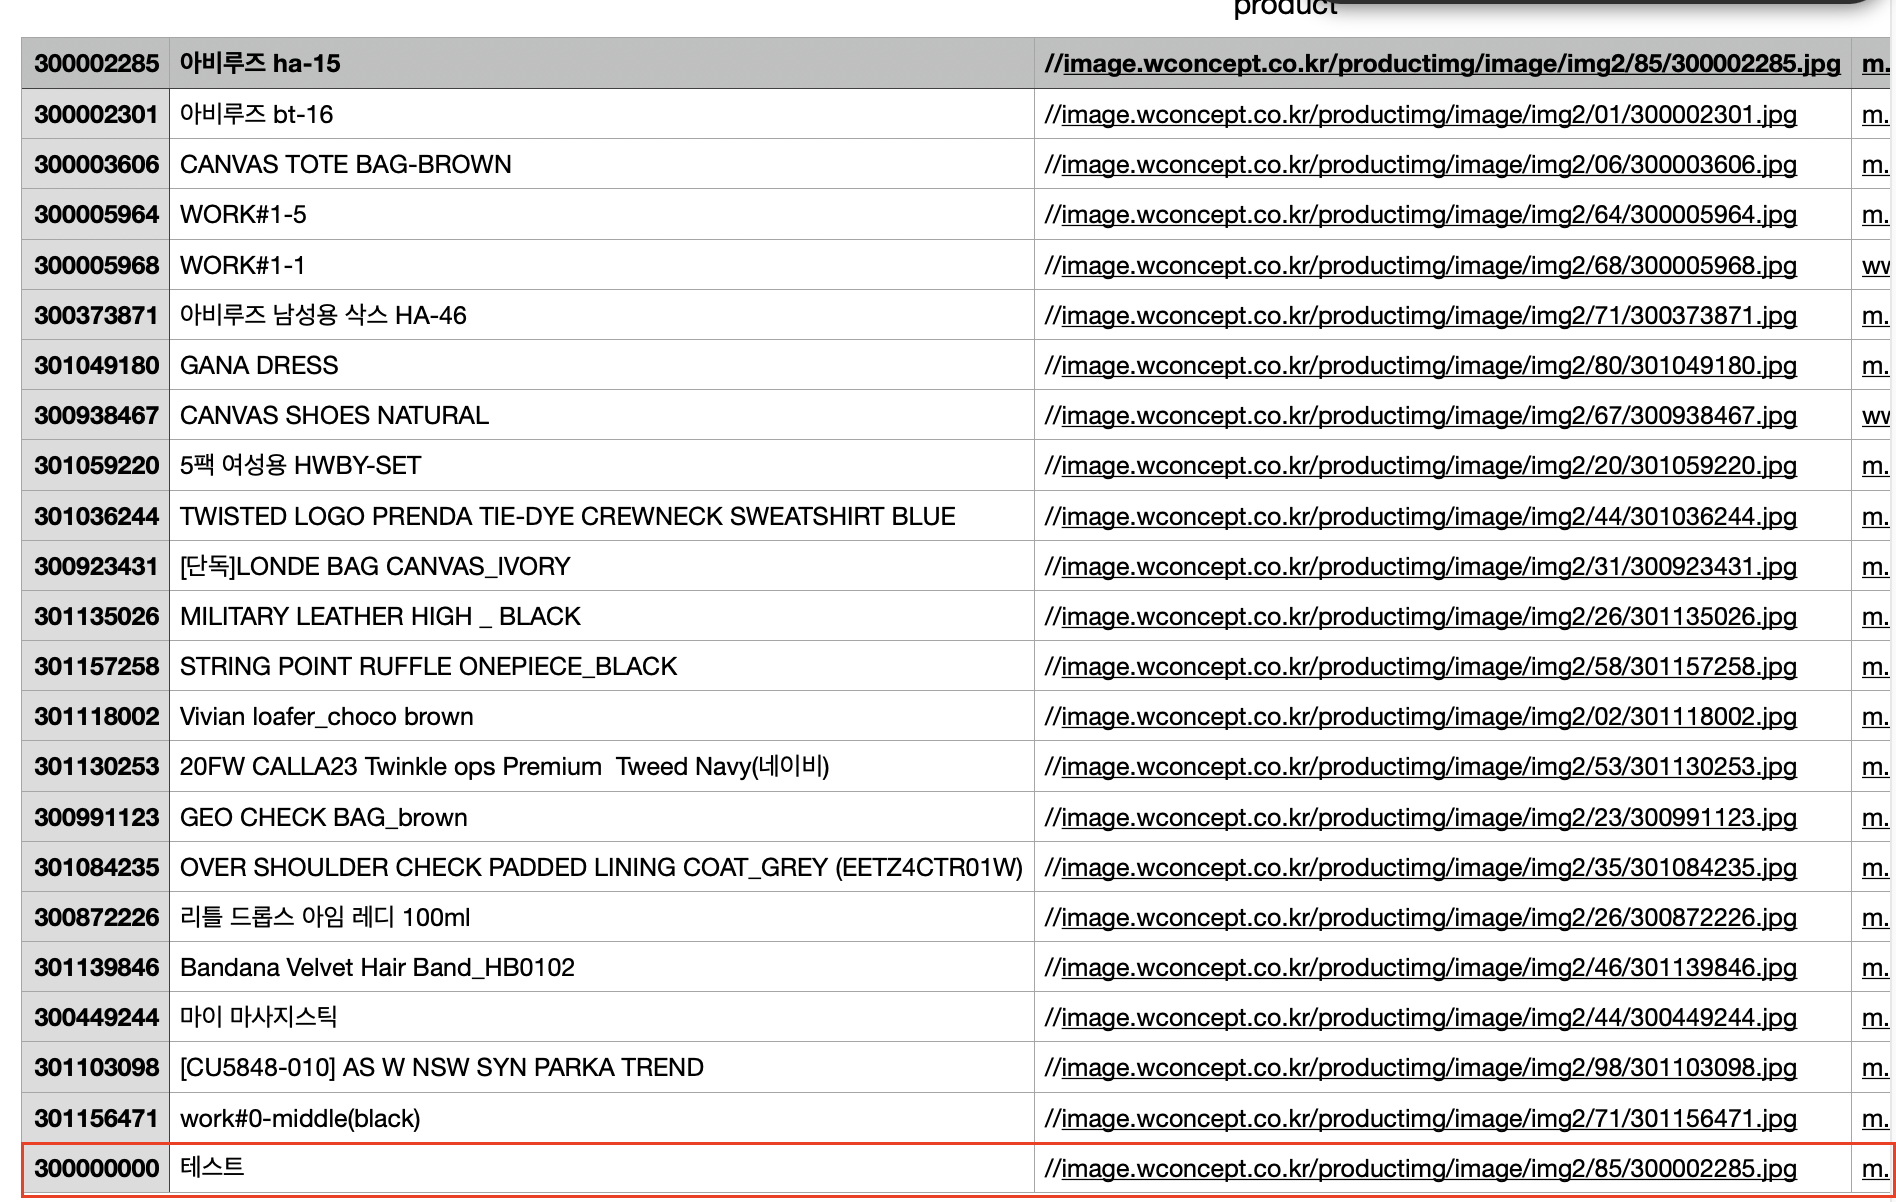 product
300002285 아비루즈 ha-15 //image.wconcept.co.kr/productimg/image/img2/85/300002285.jpg m.
300002301 아비루즈 bt-16 //image.wconcept.co.kr/productimg/image/img2/01/300002301.jpg m.
300003606 CANVAS TOTE BAG-BROWN //image.wconcept.co.kr/productimg/image/img2/06/300003606.jpg m.
300005964 WORK#1-5 //image.wconcept.co.kr/productimg/image/img2/64/300005964.jpg m.
300005968 WORK#1-1 //image.wconcept.co.kr/productimg/image/img2/68/300005968.jpg ww
300373871 아비루즈 남성용 삭스 HA-46 //image.wconcept.co.kr/productimg/image/img2/71/300373871.jpg m.
301049180 GANA DRESS //image.wconcept.co.kr/productimg/image/img2/80/301049180.jpg m.
300938467 CANVAS SHOES NATURAL //image.wconcept.co.kr/productimg/image/img2/67/300938467.jpg ww
301059220 5팩 여성용 HWBY-SET //image.wconcept.co.kr/productimg/image/img2/20/301059220.jpg m.
301036244 TWISTED LOGO PRENDA TIE-DYE CREWNECK SWEATSHIRT BLUE //image.wconcept.co.kr/productimg/image/img2/44/301036244.jpg m.
300923431 [단독]LONDE BAG CANVAS_IVORY //image.wconcept.co.kr/productimg/image/img2/31/300923431.jpg m.
301135026 MILITARY LEATHER HIGH _ BLACK //image.wconcept.co.kr/productimg/image/img2/26/301135026.jpg m.
301157258 STRING POINT RUFFLE ONEPIECE_BLACK //image.wconcept.co.kr/productimg/image/img2/58/301157258.jpg m.
301118002 Vivian loafer_choco brown //image.wconcept.co.kr/productimg/image/img2/02/301118002.jpg m.
301130253 20FW CALLA23 Twinkle ops Premium  Tweed Navy(네이비) //image.wconcept.co.kr/productimg/image/img2/53/301130253.jpg m.
300991123 GEO CHECK BAG_brown //image.wconcept.co.kr/productimg/image/img2/23/300991123.jpg m.
301084235 OVER SHOULDER CHECK PADDED LINING COAT_GREY (EETZ4CTR01W) //image.wconcept.co.kr/productimg/image/img2/35/301084235.jpg m.
300872226 리틀 드롭스 아임 레디 100ml //image.wconcept.co.kr/productimg/image/img2/26/300872226.jpg m.
301139846 Bandana Velvet Hair Band_HB0102 //image.wconcept.co.kr/productimg/image/img2/46/301139846.jpg m.
300449244 마이 마사지스틱 //image.wconcept.co.kr/productimg/image/img2/44/300449244.jpg m.
301103098 [CU5848-010] AS W NSW SYN PARKA TREND //image.wconcept.co.kr/productimg/image/img2/98/301103098.jpg m.
301156471 work#0-middle(black) //image.wconcept.co.kr/productimg/image/img2/71/301156471.jpg m.
300000000 테스트 //image.wconcept.co.kr/productimg/image/img2/85/300002285.jpg m.